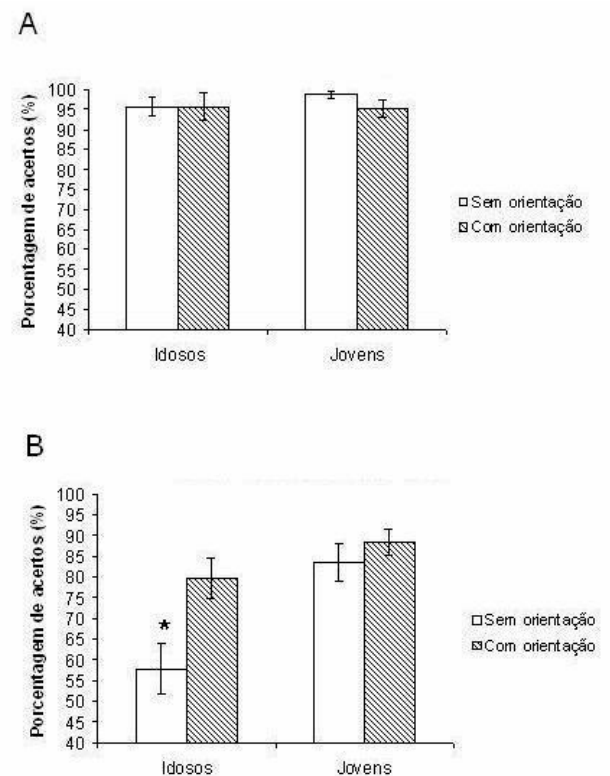 A
Porcentagem de acertos (%)
100
95
90
85
80
75
70
65
60
55
50
45
40
Idosos
Jovens
Sem orientação
Com orientação
B
Porcentagem de acertos (%)
100
95
90
85
80
75
70
65
60
55
50
45
40
*
Idosos
Jovens
Sem orientação
Com orientação